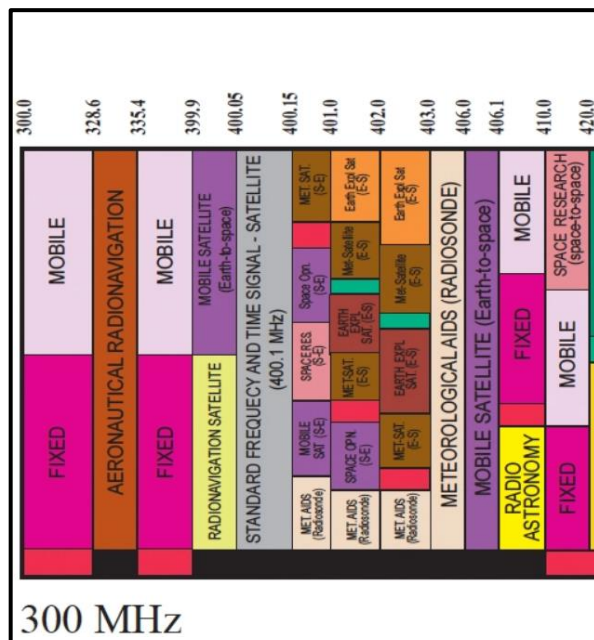 300.0
328.6
335.4
399.9
400.05
400.15
401.0
402.0
403.0
406.0
406.1
410.0
420.0
MOBILE
FIXED
AERONAUTICAL RADIONAVIGATION
MOBILE
FIXED
MOBILE SATELLITE
(Earth-to-space)
RADIONAVIGATION SATELLITE
STANDARD FREQUECY AND TIME SIGNAL - SATELLITE
(400.1 MHz)
MET. SAT.
(S-E)
Space Opn.
(S-E)
SPACE RES.
(S-E)
MOBILE
SAT (S-E)
MET. AIDS
(Radiosonde)
Earth Expl Sat
(E-S)
Met-Satellite
(E-S)
EARTH
EXPL
SAT. (E-S)
MET-SAT.
(E-S)
SPACE OPN.
(S-E)
MET. AIDS
(Radiosonde)
Earth Expl Sat
(E-S)
Met-Satellite
(E-S)
EARTH EXPL
SAT. (E-S)
MET-SAT.
(E-S)
MET. AIDS
(Radiosonde)
METEOROLOGICAL AIDS (RADIOSONDE)
MOBILE SATELLITE (Earth-to-space)
MOBILE
FIXED
RADIO
ASTRONOMY
SPACE RESEARCH
(space-to-space)
MOBILE
FIXED
300 MHz